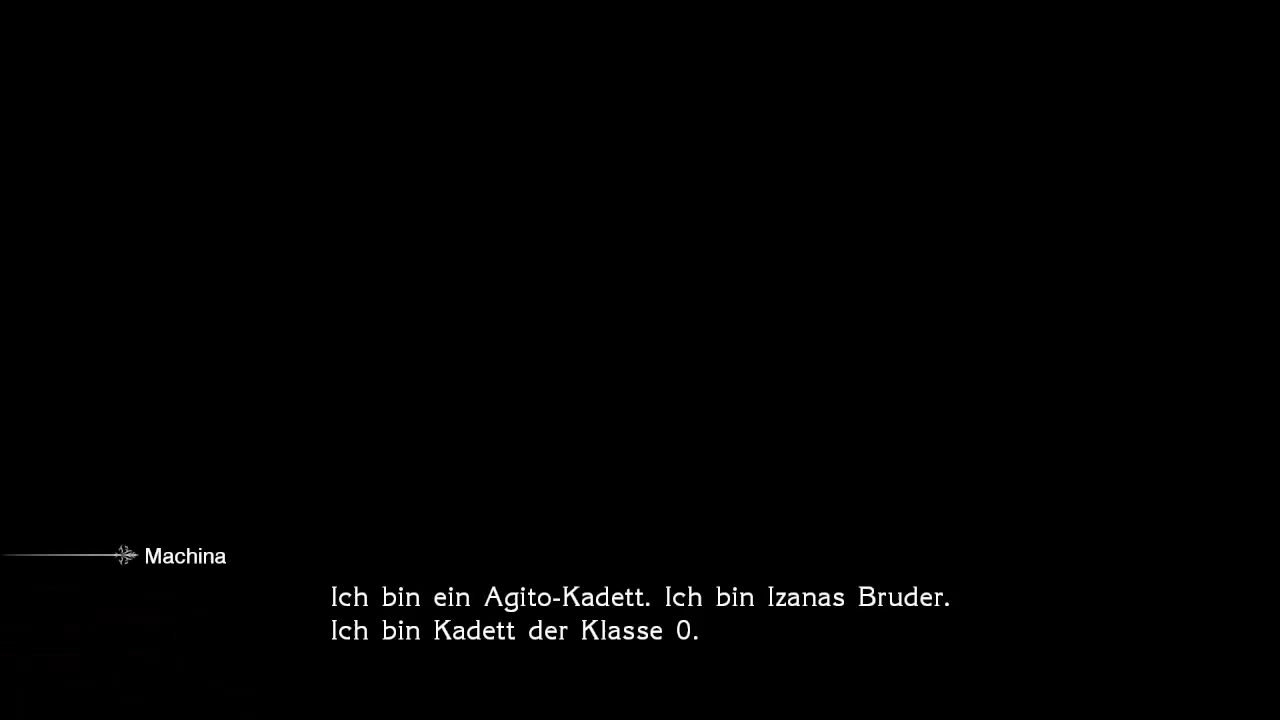 Machina
Ich bin ein Agito-Kadett. Ich bin Izanas Bruder.
Ich bin Kadett der Klasse 0.